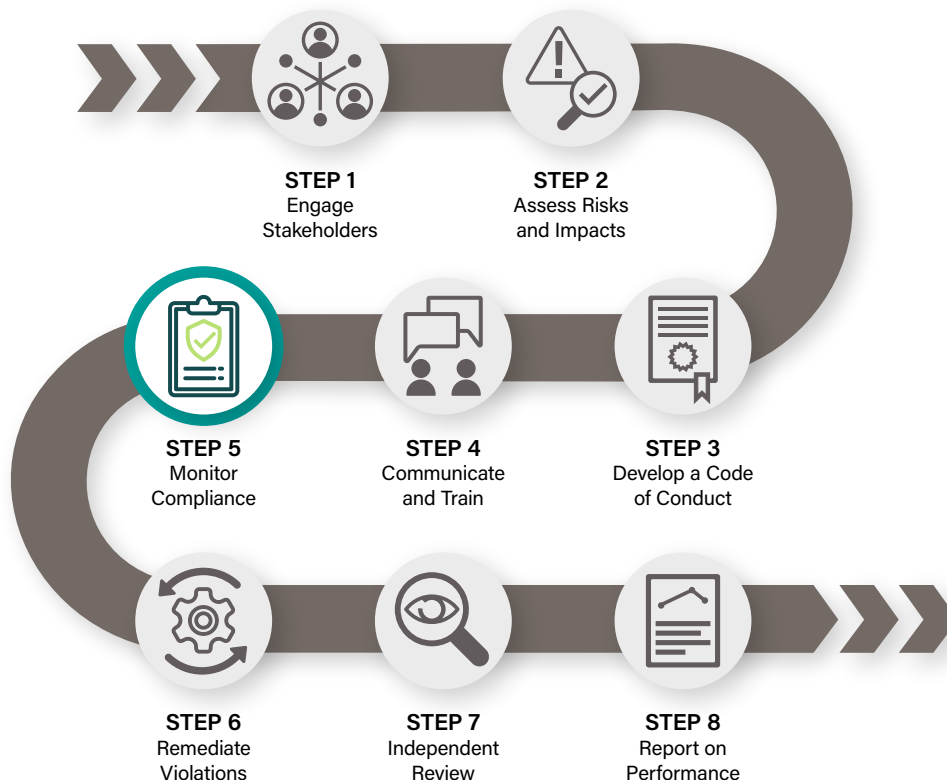 STEP 1
Engage
Stakeholders
STEP 2
Assess Risks
and Impacts
STEP 3
Develop a Code
of Conduct
STEP 4
Communicate
and Train
STEP 5
Monitor
Compliance
STEP 6
Remediate
Violations
STEP 7
Independent
Review
STEP 8
Report on
Performance